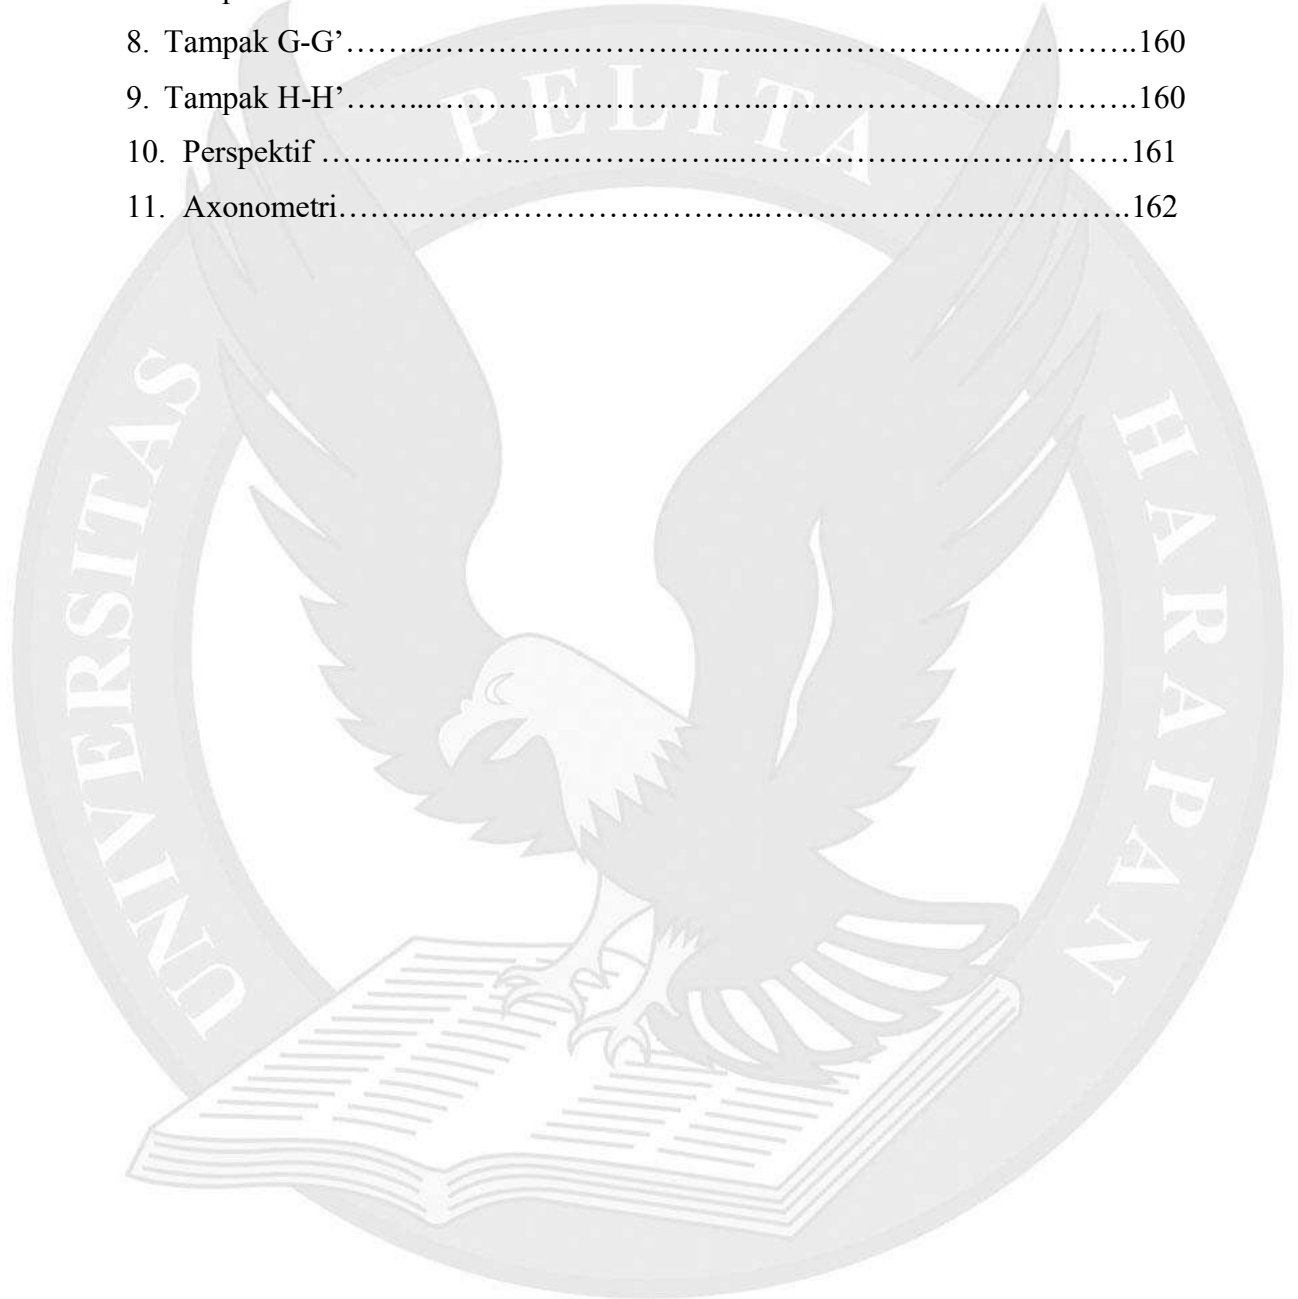 8. Tampak G-G’……...……………………………...………………….………….160
9. Tampak H-H’……...……………………………...………………….………….160
10. Perspektif ……...………...…………………...………………….……………161
11. Axonometri……...……………………………...………………….………….162
UNIVERSITAS PELITA HARAPAN